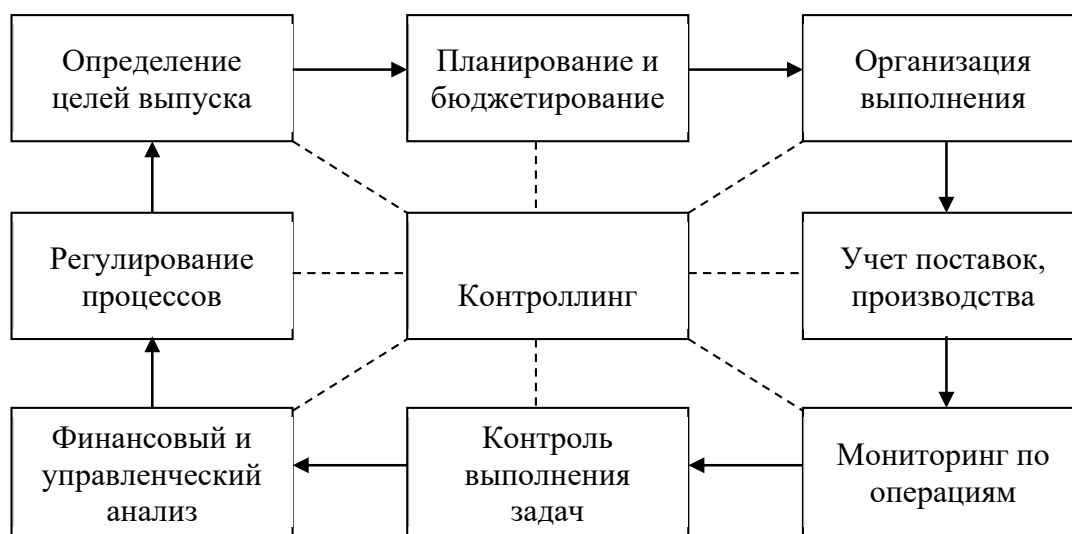 Определение
целей выпуска
Планирование и
бюджетирование
Организация
выполнения
Регулирование
процессов
Контроллинг
Учет поставок,
производства
Финансовый и
управленческий
анализ
Контроль
выполнения
задач
Мониторинг по
операциям